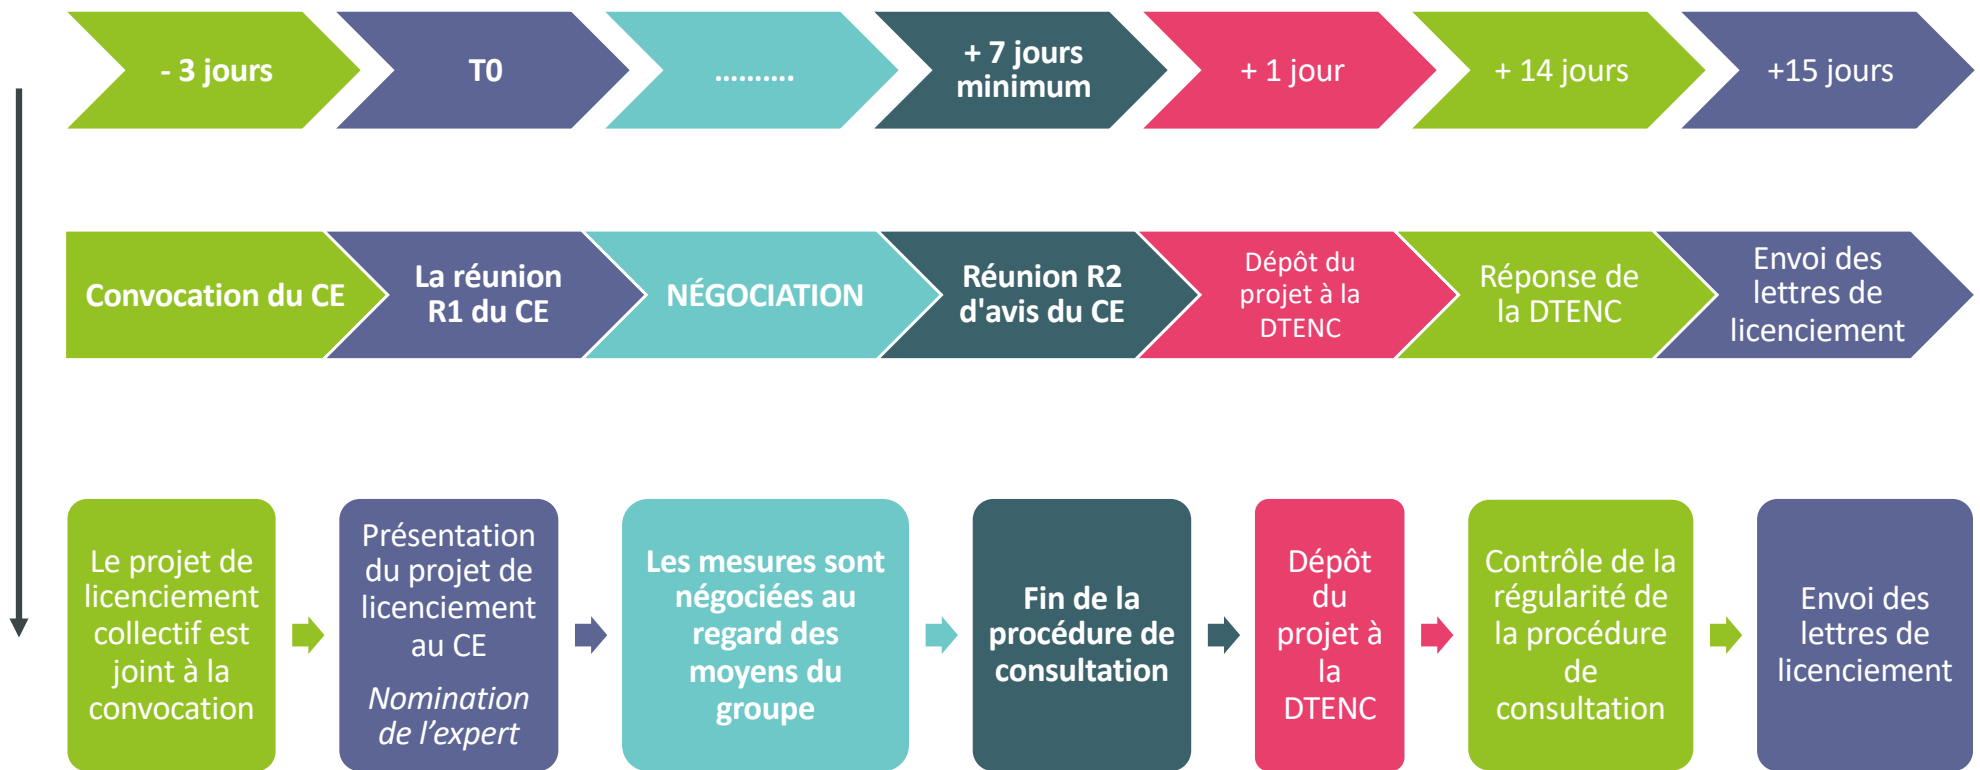 - 3 jours
T0
..........
+ 7 jours
minimum
+ 1 jour
+ 14 jours
+15 jours
Convocation du CE
La réunion
R1 du CE
NÉGOCIATION
Réunion R2
d'avis du CE
Dépôt du
projet à la
DTENC
Réponse de
la DTENC
Envoi des
lettres de
licenciement
Le projet de
licenciement
collectif est
joint à la
convocation
Présentation
du projet de
licenciement
au CE
Nomination
de l’expert
Les mesures sont
négociées au
regard des
moyens du
groupe
Fin de la
procédure de
consultation
Dépôt
du
projet à
la
DTENC
Contrôle de la
régularité de
la procédure
de
consultation
Envoi des
lettres de
licenciement